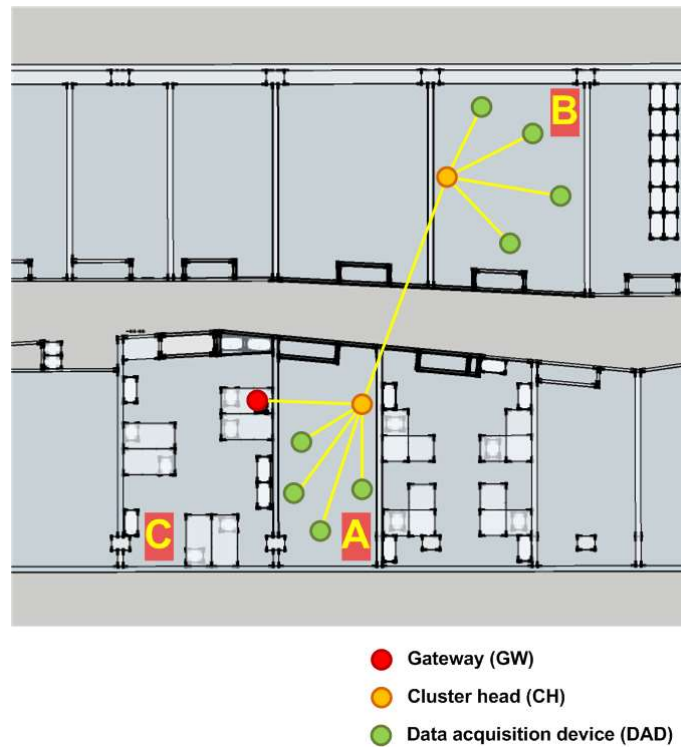 B
C
A
Gateway (GW)
Cluster head (CH)
Data acquisition device (DAD)